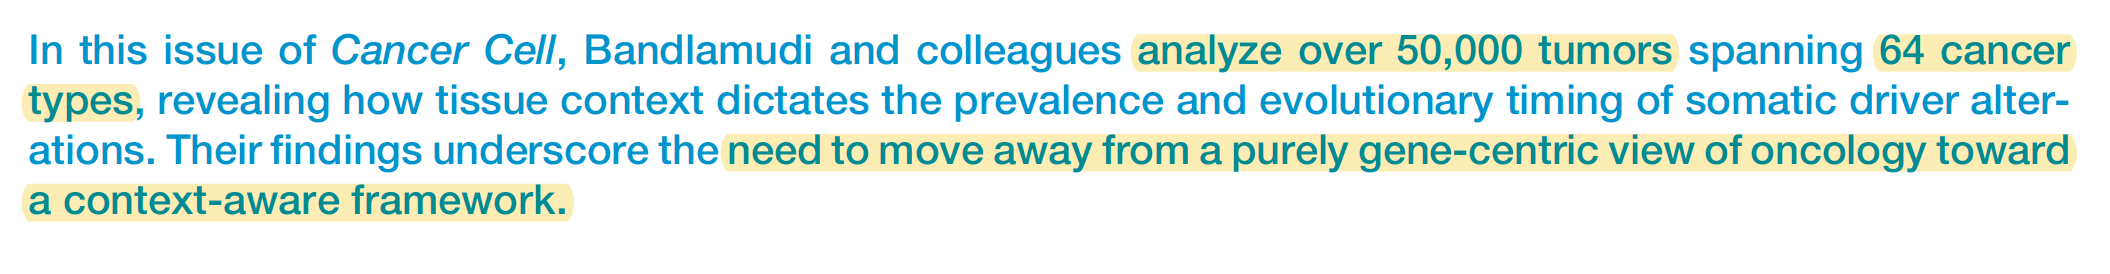 In this issue of Cancer Cell, Bandlamudi and colleagues analyze over 50,000 tumors spanning 64 cancer
types, revealing how tissue context dictates the prevalence and evolutionary timing of somatic driver alter-
ations. Their findings underscore the need to move away from a purely gene-centric view of oncology toward
a context-aware framework.